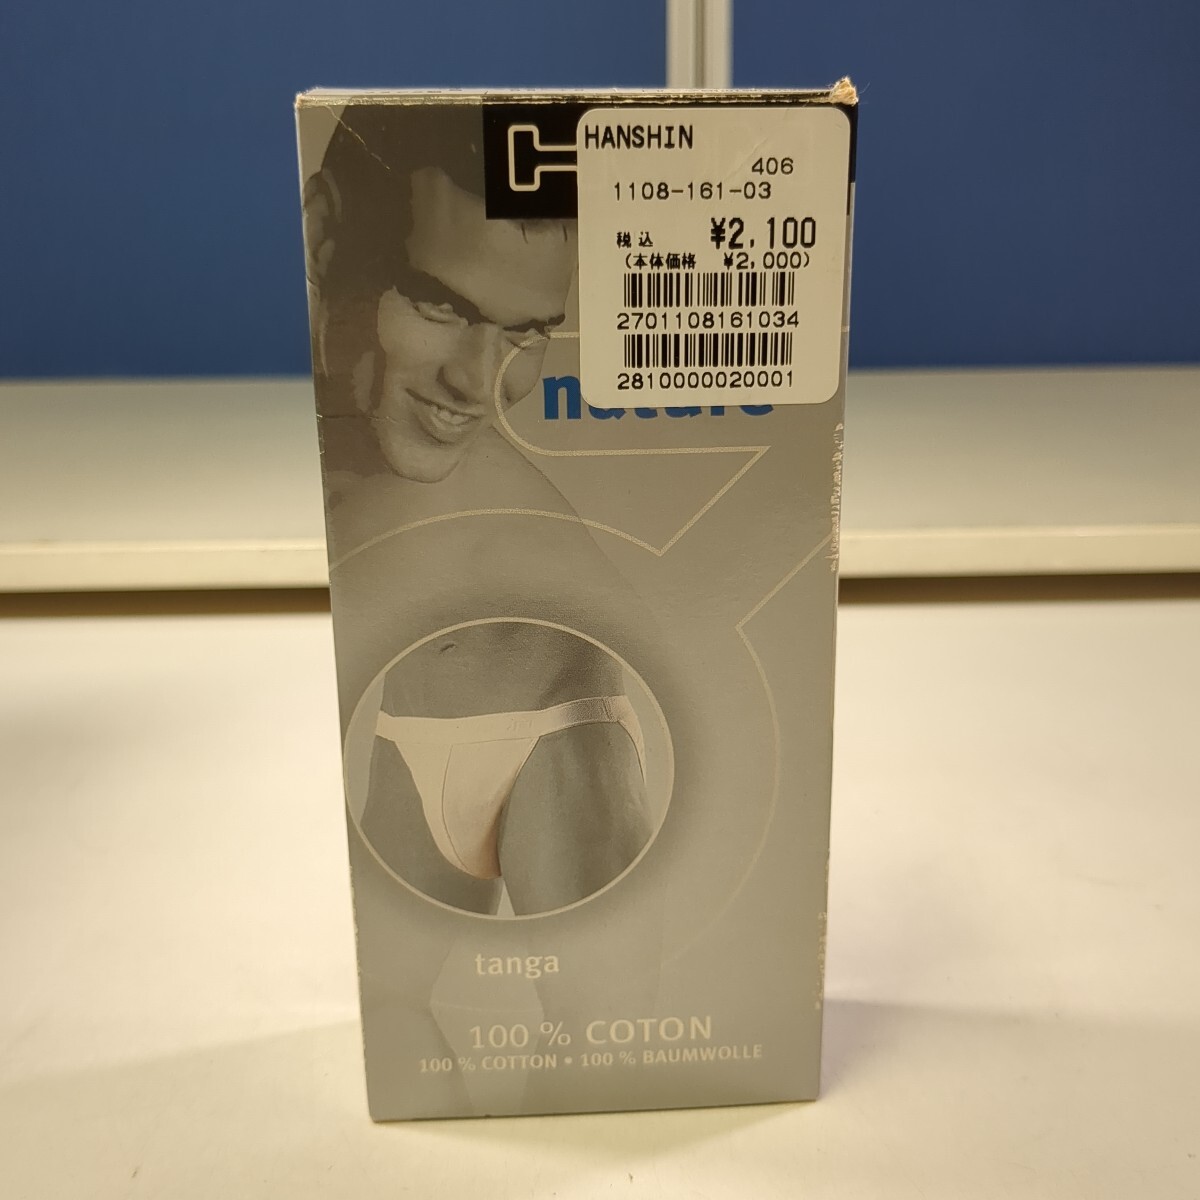 HANSHIN
406
1108-161-03
税込 ¥2,100
(本体価格 ¥2,000)
2701108161034
2810000020001
nature
tanga
100 % COTON
100 % COTTON • 100 % BAUMWOLLE